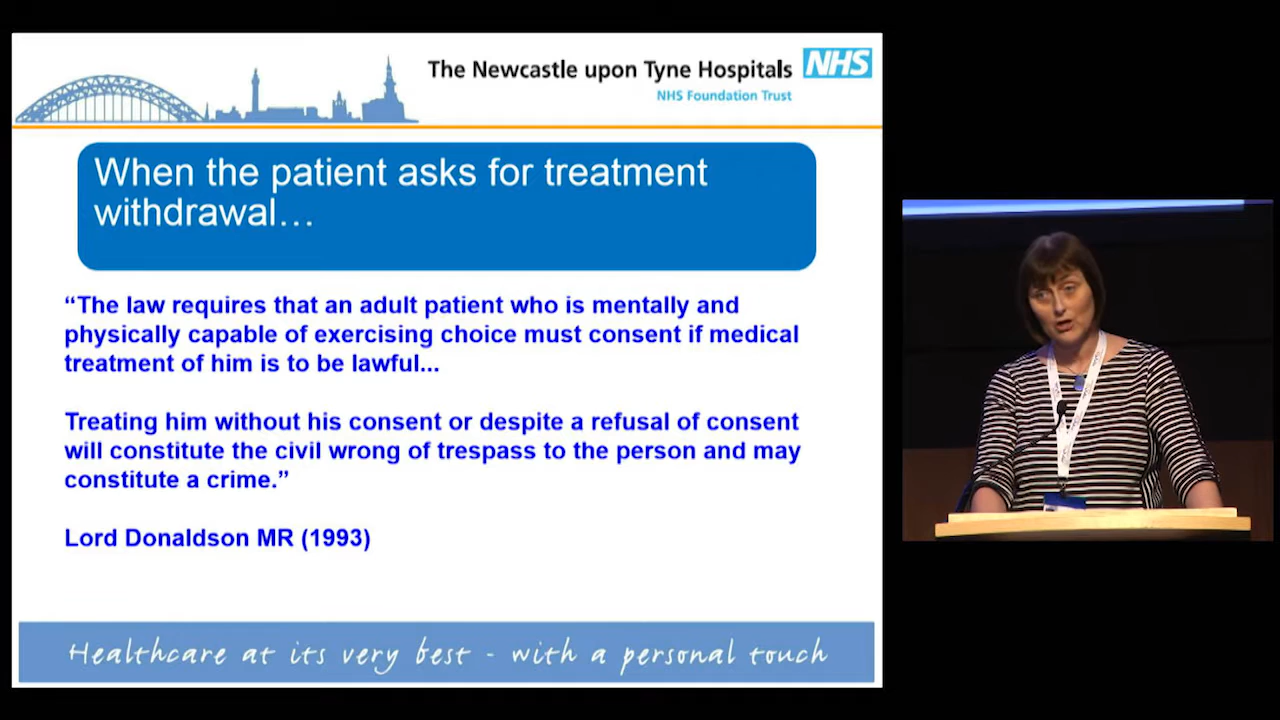 The Newcastle upon Tyne Hospitals NHS
NHS Foundation Trust
When the patient asks for treatment
withdrawal…
“The law requires that an adult patient who is mentally and
physically capable of exercising choice must consent if medical
treatment of him is to be lawful...
Treating him without his consent or despite a refusal of consent
will constitute the civil wrong of trespass to the person and may
constitute a crime.”
Lord Donaldson MR (1993)
Healthcare at its very best - with a personal touch